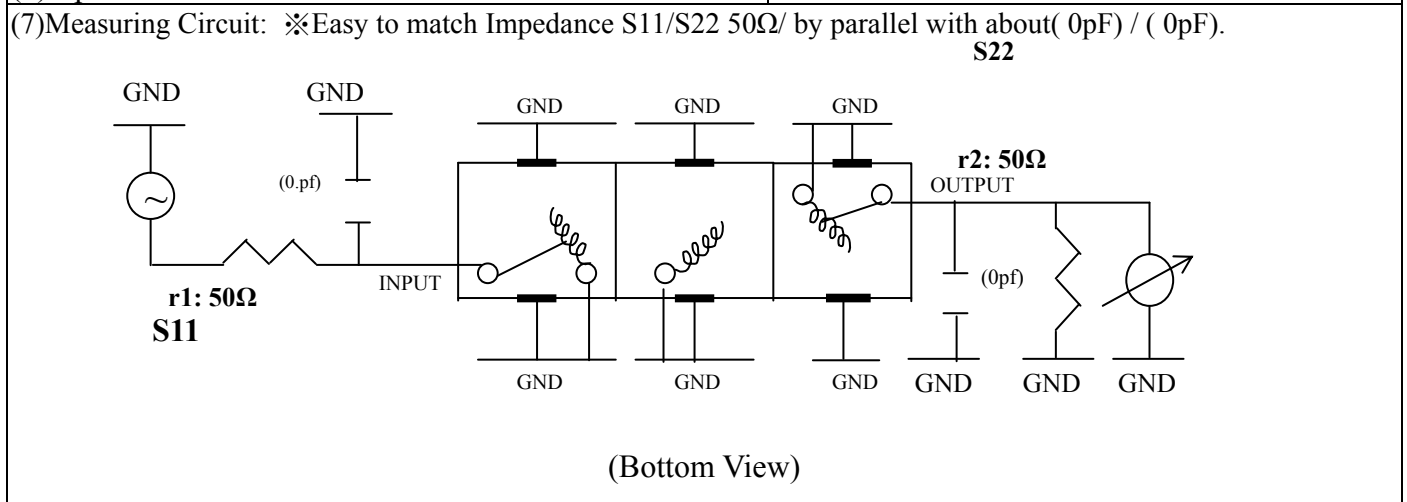 (7)Measuring Circuit: ※Easy to match Impedance S11/S22 50Ω/ by parallel with about( 0pF) / ( 0pF).
S22
GND GND GND GND GND
r2: 50Ω
(0.pf) OUTPUT
INPUT (0pf)
r1: 50Ω
S11
GND GND GND GND GND GND
(Bottom View)